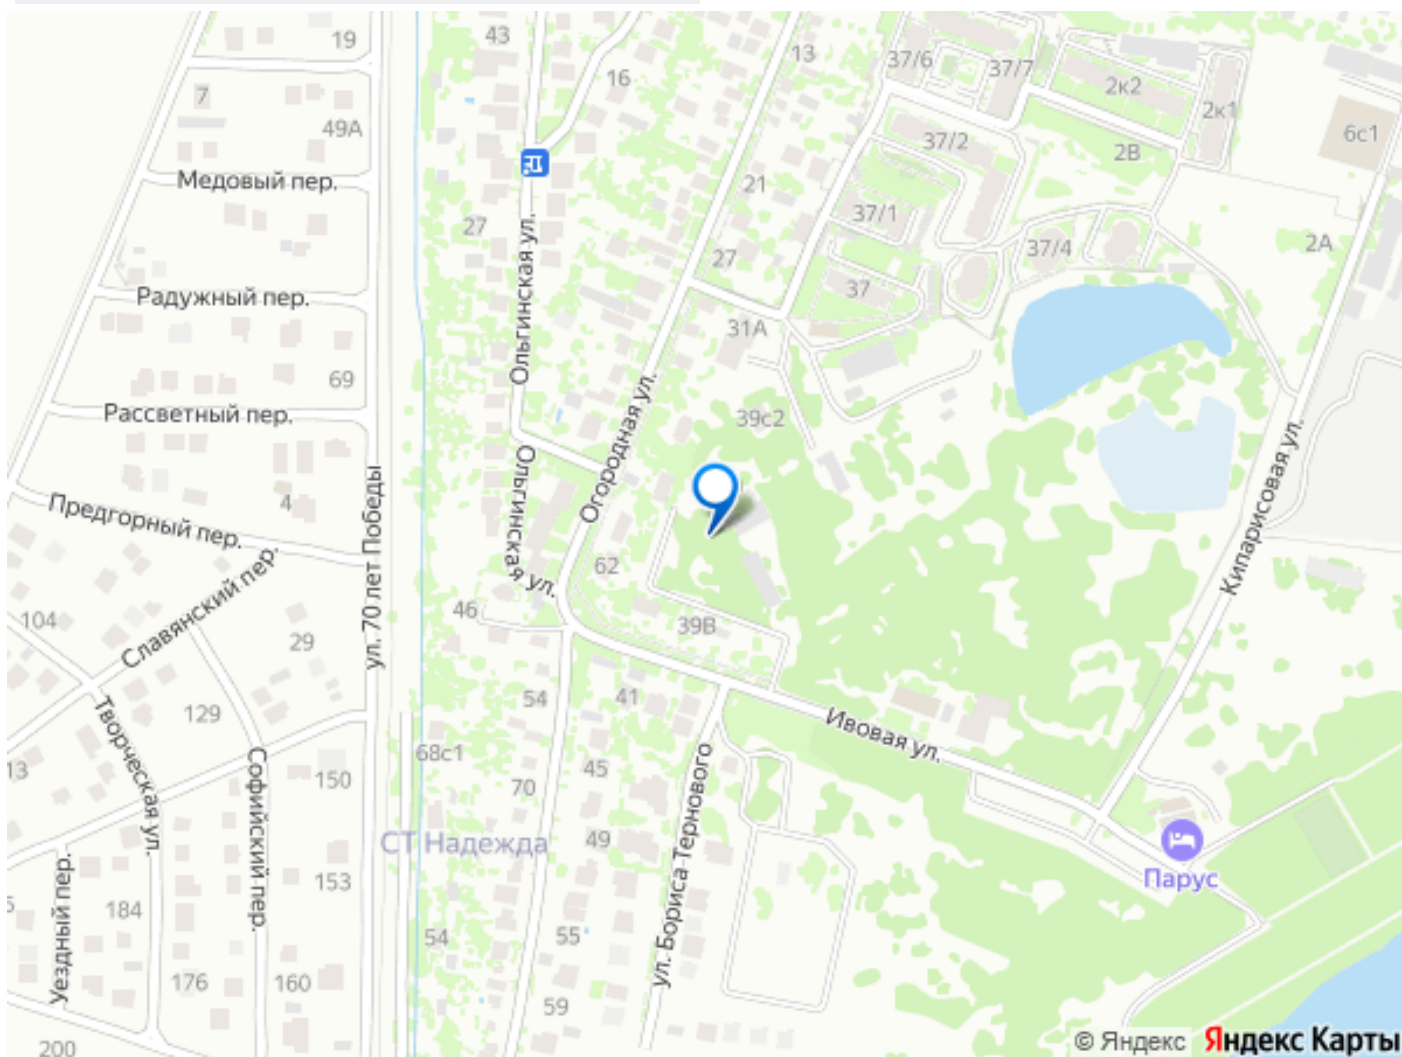 19
43
13
37/6
37/7
16
2к2
7
2к1
49А
6с1
37/2
2В
Медовый пер.
21
37/1
27
37/4
2А
27
Ольгинская ул.
Радужный пер.
37
31А
69
Рассветный пер.
39с2
Огородная ул.
Ольгинская ул.
4
Предгорный пер.
Кипарисовая ул.
ул. 70 лет Победы
62
Славянский пер.
46
104
39В
29
54
41
129
Ивовая ул.
Творческая ул.
68с1
13
Софийский пер.
150
45
70
ул. Бориса Тернового
СТ Надежда
49
153
Парус
Уездный пер.
184
54
55
176
160
59
200
© Яндекс Яндекс Карты